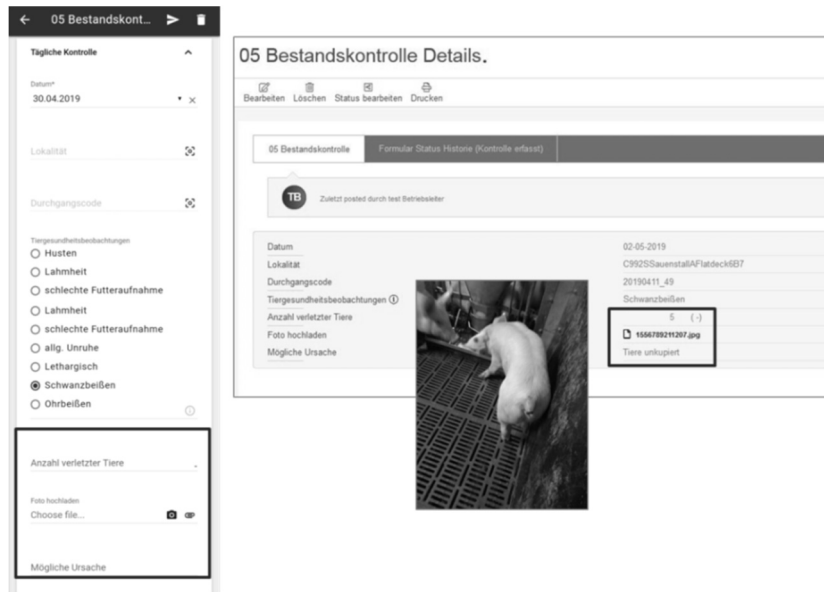 05 Bestandskont...
Tägliche Kontrolle
Datum*
30.04.2019
Lokalität
Durchgangscode
Tiergesundheitsbeobachtungen
Husten
Lahmheit
schlechte Futteraufnahme
Lahmheit
schlechte Futteraufnahme
allg. Unruhe
Lethargisch
Schwanzbeißen
Ohrbeißen
Anzahl verletzter Tiere
Foto hochladen
Choose file...
Mögliche Ursache
05 Bestandskontrolle Details.
Bearbeiten Löschen Status bearbeiten Drucken
05 Bestandskontrolle Formular Status Historie (Kontrolle erfasst)
TB Zuletzt posted durch test Betriebsleiter
Datum 02-05-2019
Lokalität C992SSauenstallAFlatdeck6B7
Durchgangscode 20190411_49
Tiergesundheitsbeobachtungen Schwanzbeißen
Anzahl verletzter Tiere 5 (-)
Foto hochladen 1556789211207.jpg
Mögliche Ursache Tiere unkupiert